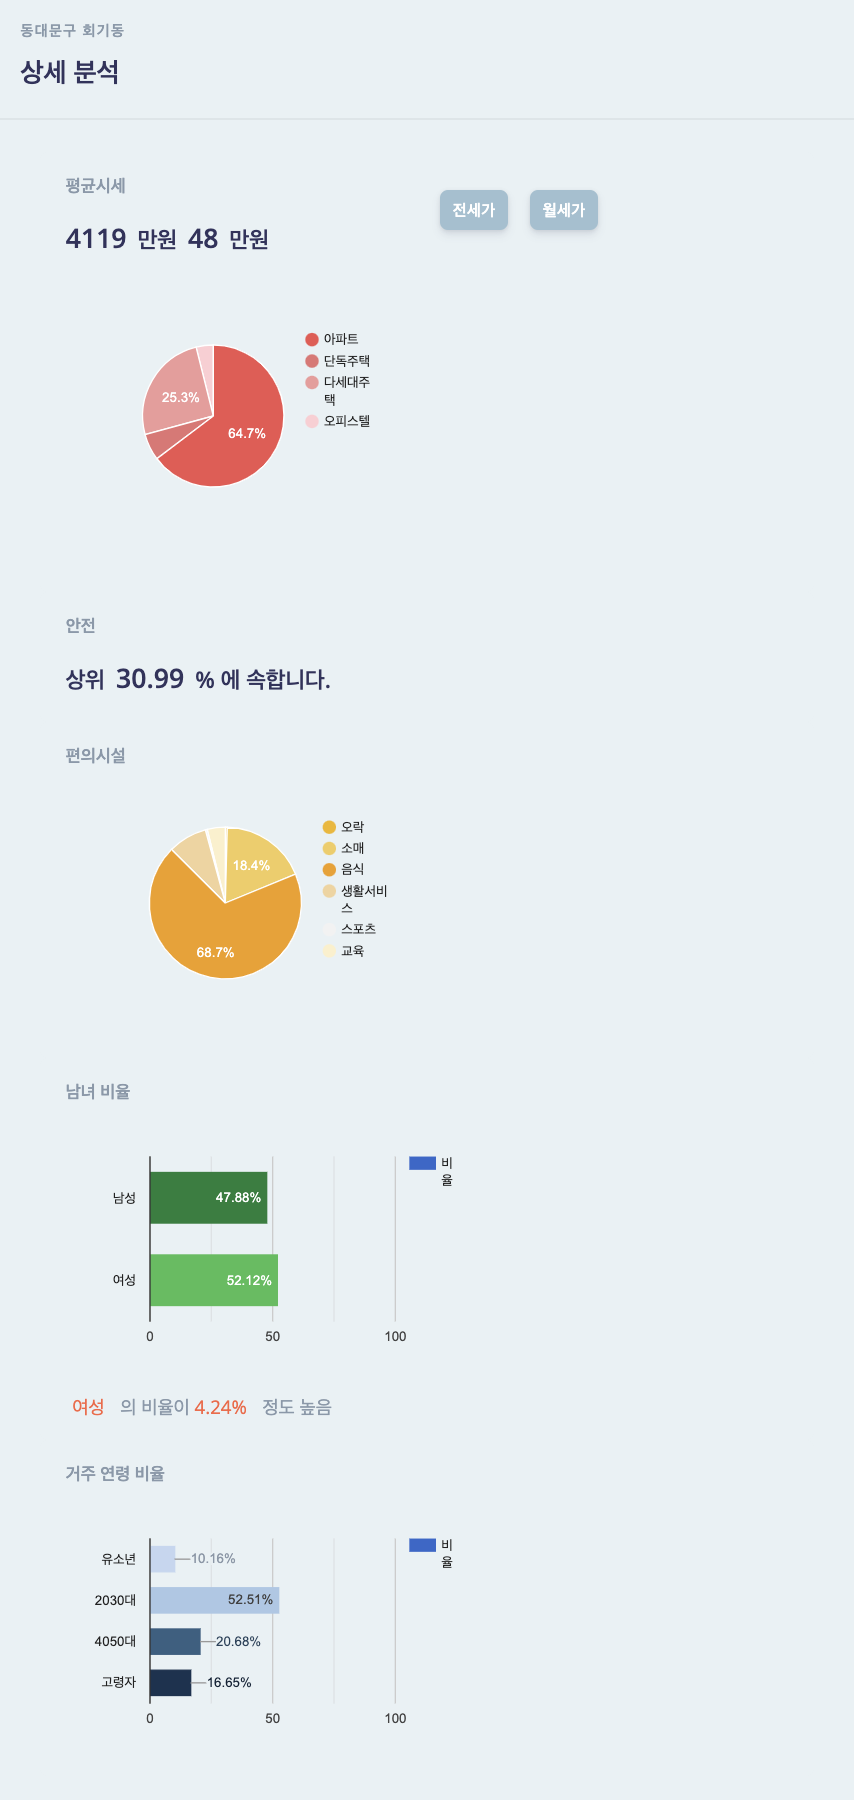 동대문구 회기동
상세 분석
평균시세
전세가
월세가
4119 만원 48 만원
아파트
단독주택
다세대주
택
오피스텔
25.3%
64.7%
안전
상위 30.99 % 에 속합니다.
편의시설
오락
소매
음식
생활서비
스
스포츠
교육
18.4%
68.7%
남녀 비율
비
율
남성
47.88%
여성
52.12%
0 50 100
여성 의 비율이 4.24% 정도 높음
거주 연령 비율
비
율
유소년
10.16%
2030대
52.51%
4050대
20.68%
고령자
16.65%
0 50 100